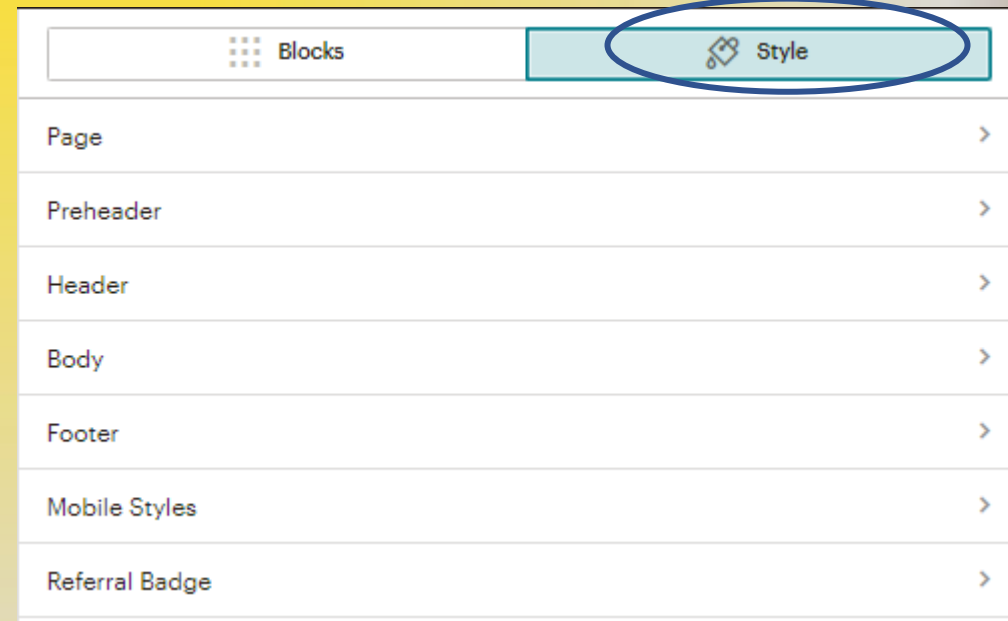 Blocks
Style
Page
Preheader
Header
Body
Footer
Mobile Styles
Referral Badge